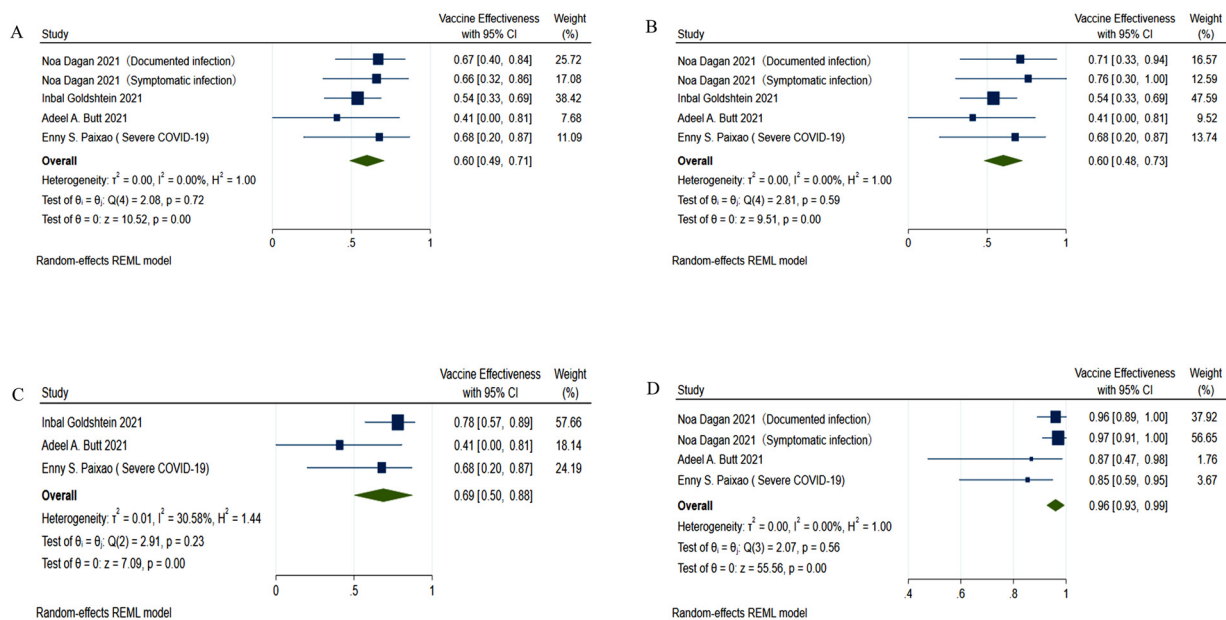 A
Vaccine Effectiveness Weight
Study with 95% CI (%)
Noa Dagan 2021（Documented infection） 0.67 [ 0.40, 0.84] 25.72
Noa Dagan 2021（Symptomatic infection） 0.66 [ 0.32, 0.86] 17.08
Inbal Goldshtein 2021 0.54 [ 0.33, 0.69] 38.42
Adeel A. Butt 2021 0.41 [ 0.00, 0.81] 7.68
Enny S. Paixao ( Severe COVID-19) 0.68 [ 0.20, 0.87] 11.09
Overall 0.60 [ 0.49, 0.71]
Heterogeneity: τ² = 0.00, I² = 0.00%, H² = 1.00
Test of θᵢ = θⱼ: Q(4) = 2.08, p = 0.72
Test of θ = 0: z = 10.52, p = 0.00
0 .5 1
Random-effects REML model
B
Vaccine Effectiveness Weight
Study with 95% CI (%)
Noa Dagan 2021（Documented infection） 0.71 [ 0.33, 0.94] 16.57
Noa Dagan 2021（Symptomatic infection） 0.76 [ 0.30, 1.00] 12.59
Inbal Goldshtein 2021 0.54 [ 0.33, 0.69] 47.59
Adeel A. Butt 2021 0.41 [ 0.00, 0.81] 9.52
Enny S. Paixao ( Severe COVID-19) 0.68 [ 0.20, 0.87] 13.74
Overall 0.60 [ 0.48, 0.73]
Heterogeneity: τ² = 0.00, I² = 0.00%, H² = 1.00
Test of θᵢ = θⱼ: Q(4) = 2.81, p = 0.59
Test of θ = 0: z = 9.51, p = 0.00
0 .5 1
Random-effects REML model
C
Vaccine Effectiveness Weight
Study with 95% CI (%)
Inbal Goldshtein 2021 0.78 [ 0.57, 0.89] 57.66
Adeel A. Butt 2021 0.41 [ 0.00, 0.81] 18.14
Enny S. Paixao ( Severe COVID-19) 0.68 [ 0.20, 0.87] 24.19
Overall 0.69 [ 0.50, 0.88]
Heterogeneity: τ² = 0.01, I² = 30.58%, H² = 1.44
Test of θᵢ = θⱼ: Q(2) = 2.91, p = 0.23
Test of θ = 0: z = 7.09, p = 0.00
0 .5 1
Random-effects REML model
D
Vaccine Effectiveness Weight
Study with 95% CI (%)
Noa Dagan 2021（Documented infection） 0.96 [ 0.89, 1.00] 37.92
Noa Dagan 2021（Symptomatic infection） 0.97 [ 0.91, 1.00] 56.65
Adeel A. Butt 2021 0.87 [ 0.47, 0.98] 1.76
Enny S. Paixao ( Severe COVID-19) 0.85 [ 0.59, 0.95] 3.67
Overall 0.96 [ 0.93, 0.99]
Heterogeneity: τ² = 0.00, I² = 0.00%, H² = 1.00
Test of θᵢ = θⱼ: Q(3) = 2.07, p = 0.56
Test of θ = 0: z = 55.56, p = 0.00
.4 .6 .8 1
Random-effects REML model